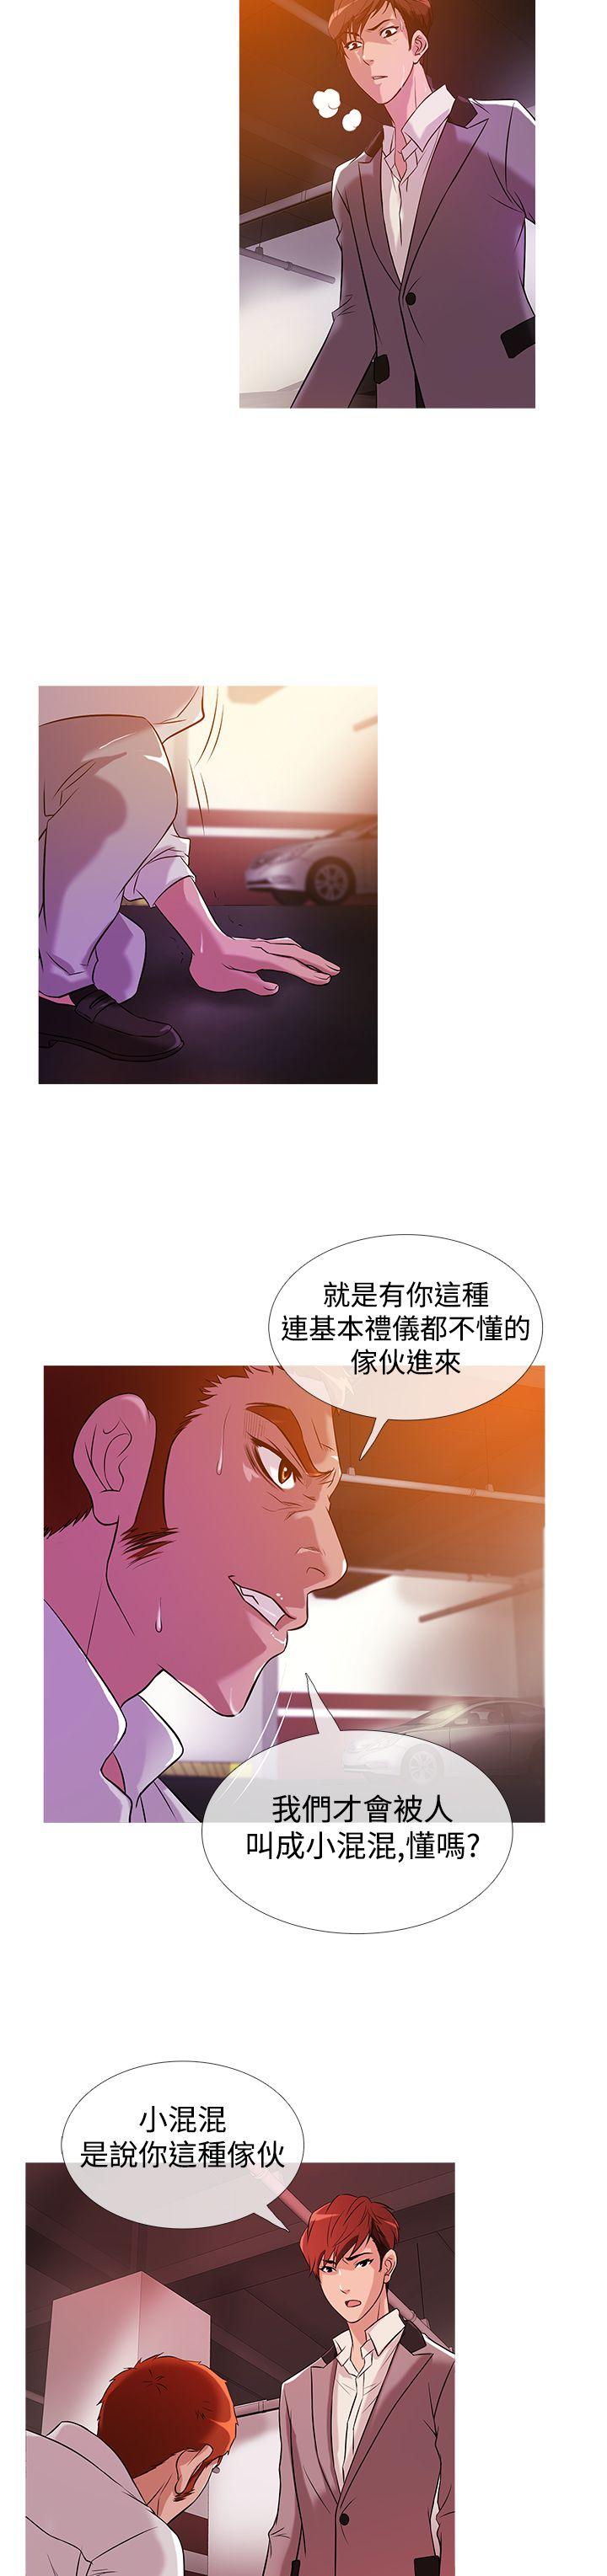 就是有你這種
連基本禮儀都不懂的
傢伙進來
我們才會被人
叫成小混混,懂嗎?
小混混
是說你這種傢伙